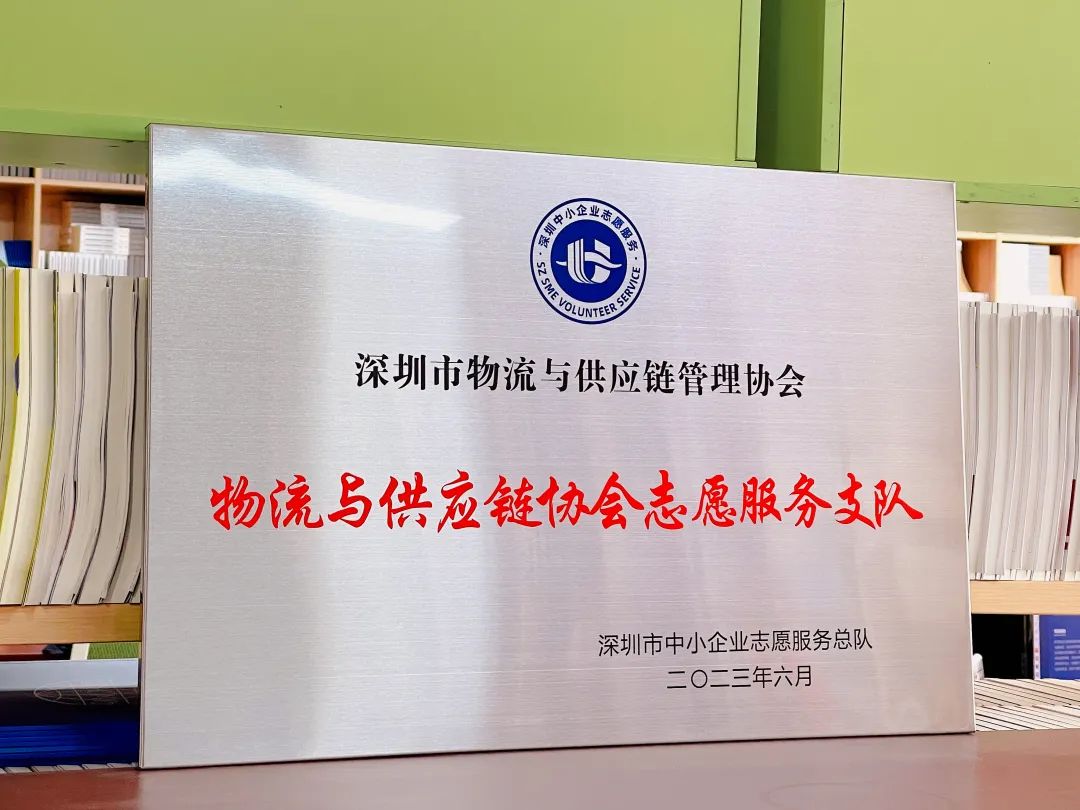 深圳中小企业志愿服务
SZ SME VOLUNTEER SERVICE
深圳市物流与供应链管理协会
物流与供应链协会志愿服务支队
深圳市中小企业志愿服务总队
二〇二三年六月